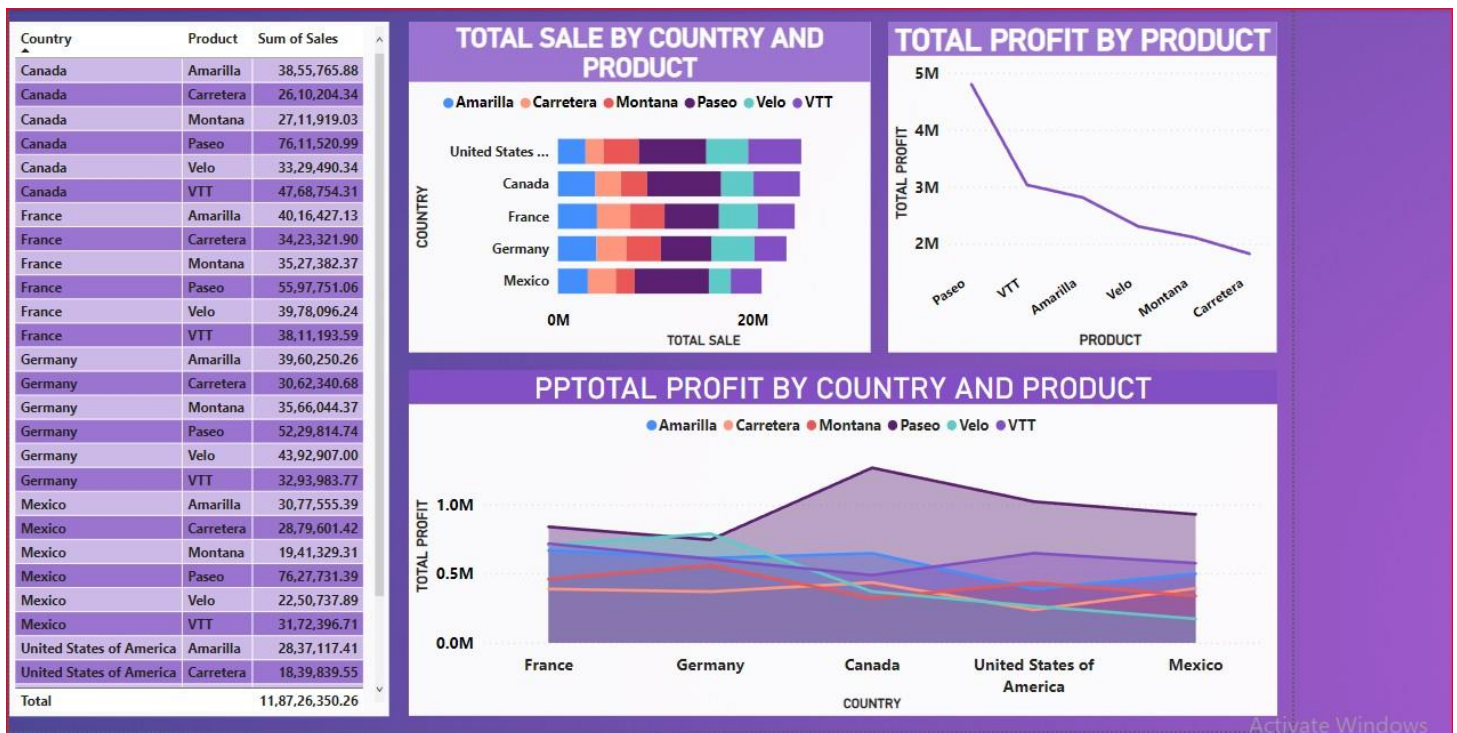 Country Product Sum of Sales
Canada Amarilla 38,55,765.88
Canada Carretera 26,10,204.34
Canada Montana 27,11,919.03
Canada Paseo 76,11,520.99
Canada Velo 33,29,490.34
Canada VTT 47,68,754.31
France Amarilla 40,16,427.13
France Carretera 34,23,321.90
France Montana 35,27,382.37
France Paseo 55,97,751.06
France Velo 39,78,096.24
France VTT 38,11,193.59
Germany Amarilla 39,60,250.26
Germany Carretera 30,62,340.68
Germany Montana 35,66,044.37
Germany Paseo 52,29,814.74
Germany Velo 43,92,907.00
Germany VTT 32,93,983.77
Mexico Amarilla 30,77,555.39
Mexico Carretera 28,79,601.42
Mexico Montana 19,41,329.31
Mexico Paseo 76,27,731.39
Mexico Velo 22,50,737.89
Mexico VTT 31,72,396.71
United States of America Amarilla 28,37,117.41
United States of America Carretera 18,39,839.55
Total 11,87,26,350.26
TOTAL SALE BY COUNTRY AND
PRODUCT
Amarilla Carretera Montana Paseo Velo VTT
COUNTRY
United States ...
Canada
France
Germany
Mexico
0M 20M
TOTAL SALE
TOTAL PROFIT BY PRODUCT
TOTAL PROFIT
5M
4M
3M
2M
Paseo VTT Amarilla Velo Montana Carretera
PRODUCT
PPTOTAL PROFIT BY COUNTRY AND PRODUCT
Amarilla Carretera Montana Paseo Velo VTT
TOTAL PROFIT
1.0M
0.5M
0.0M
France Germany Canada United States of Mexico
America
COUNTRY
Activate Windows